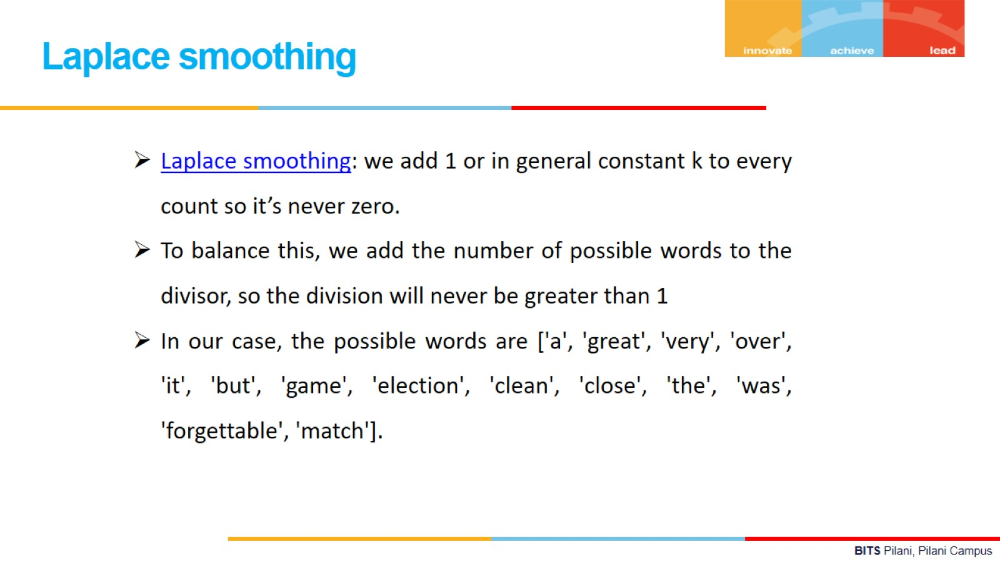 innovate achieve lead
Laplace smoothing
➢ Laplace smoothing: we add 1 or in general constant k to every
count so it’s never zero.
➢ To balance this, we add the number of possible words to the
divisor, so the division will never be greater than 1
➢ In our case, the possible words are ['a', 'great', 'very', 'over',
'it', 'but', 'game', 'election', 'clean', 'close', 'the', 'was',
'forgettable', 'match'].
BITS Pilani, Pilani Campus